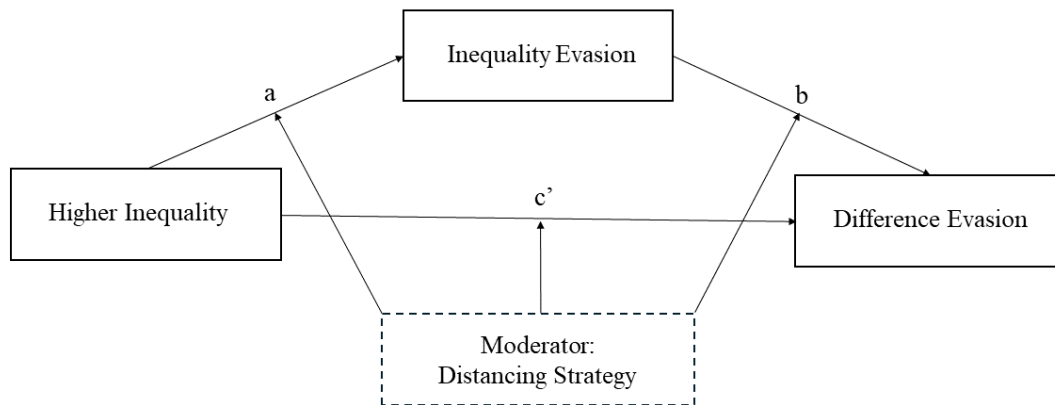 Inequality Evasion
a
b
Higher Inequality
c’
Difference Evasion
Moderator:
Distancing Strategy